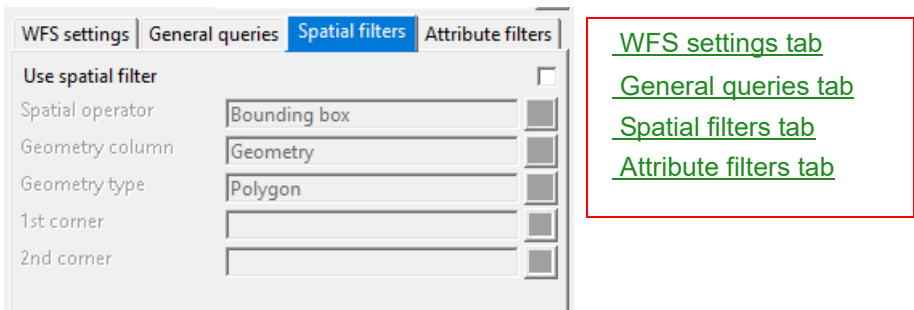 WFS settings General queries Spatial filters Attribute filters
Use spatial filter
Spatial operator Bounding box
Geometry column Geometry
Geometry type Polygon
1st corner
2nd corner
WFS settings tab
General queries tab
Spatial filters tab
Attribute filters tab